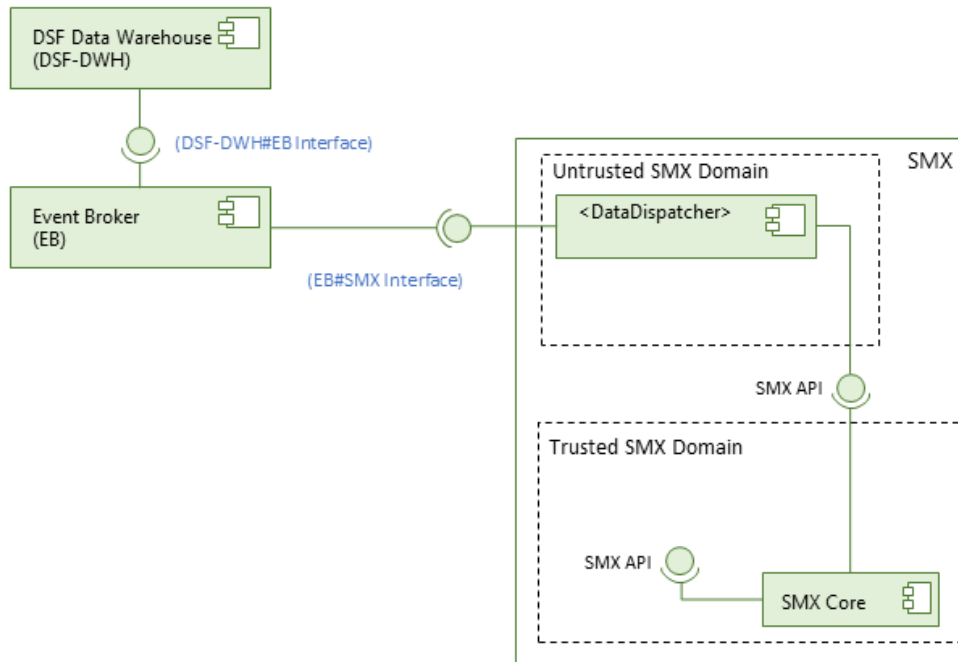 DSF Data Warehouse
(DSF-DWH)
(DSF-DWH#EB Interface)
SMX
Untrusted SMX Domain
<DataDispatcher>
Event Broker
(EB)
(EB#SMX Interface)
SMX API
Trusted SMX Domain
SMX API
SMX Core